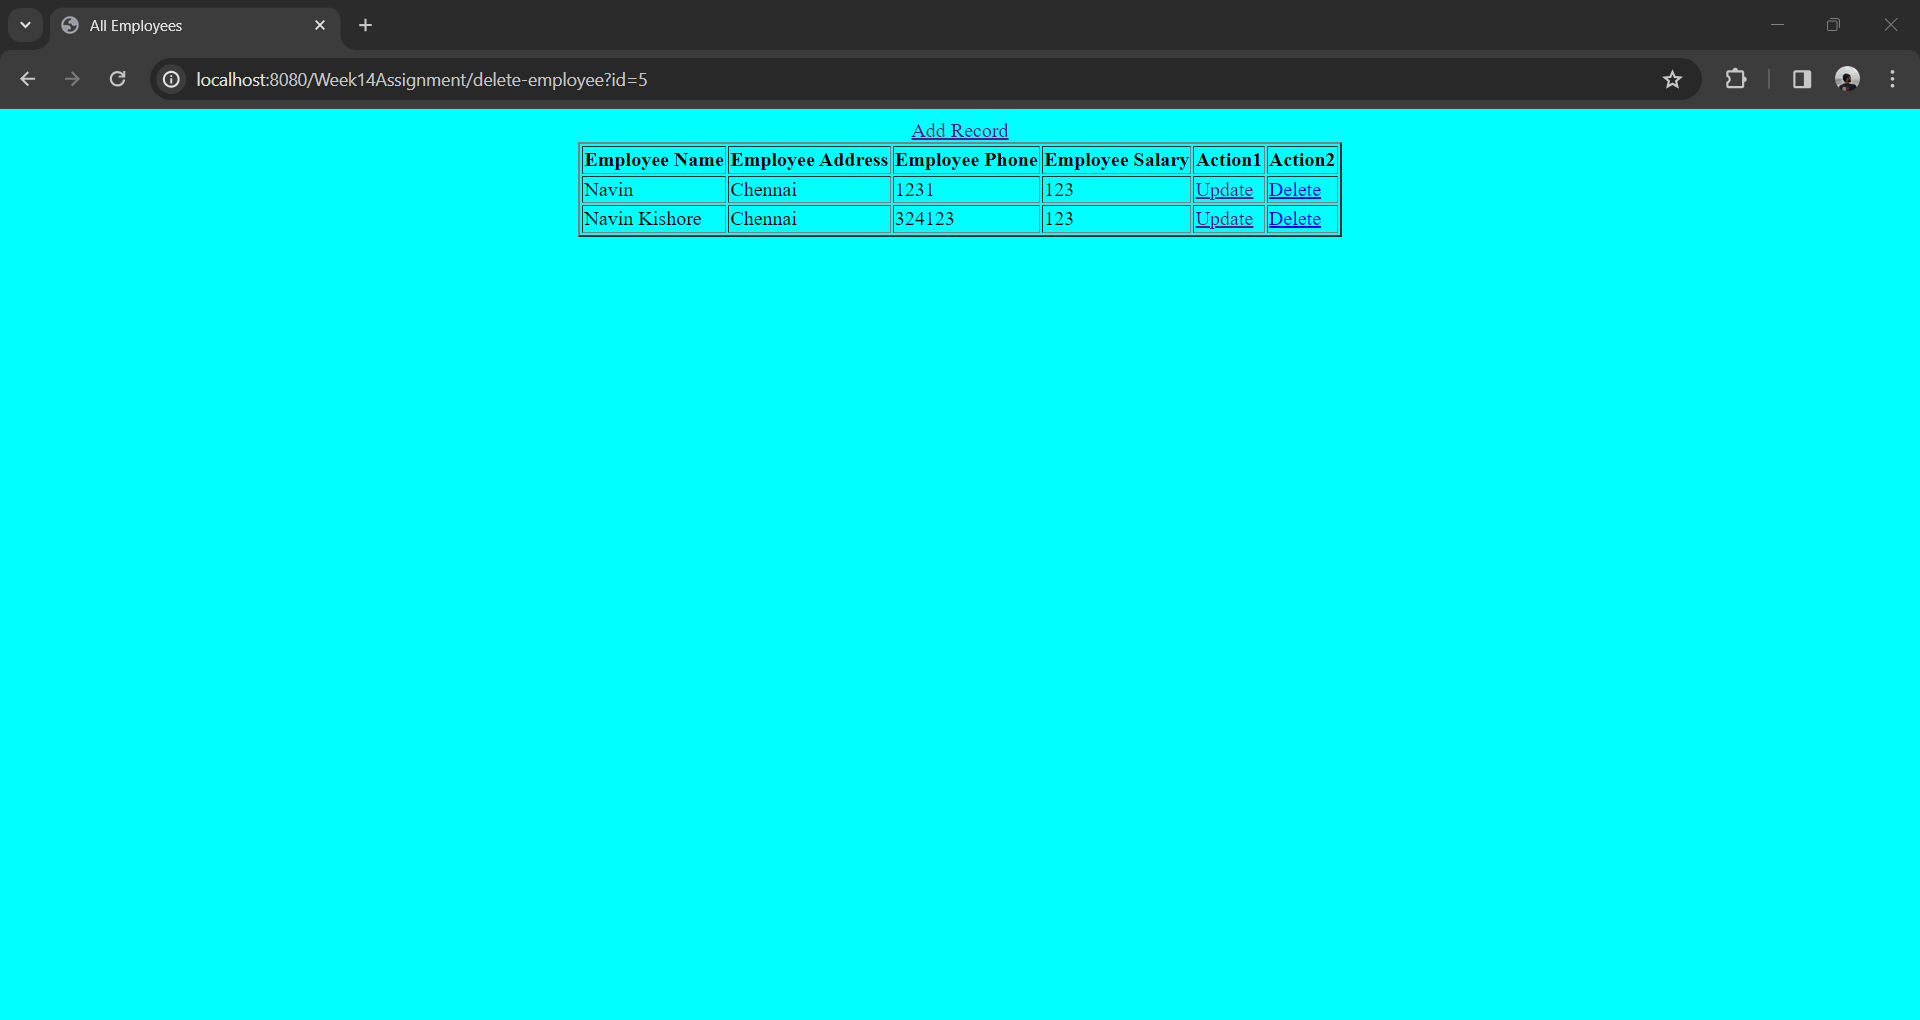 All Employees
localhost:8080/Week14Assignment/delete-employee?id=5
Add Record
Employee Name Employee Address Employee Phone Employee Salary Action1 Action2
Navin Chennai 1231 123 Update Delete
Navin Kishore Chennai 324123 123 Update Delete